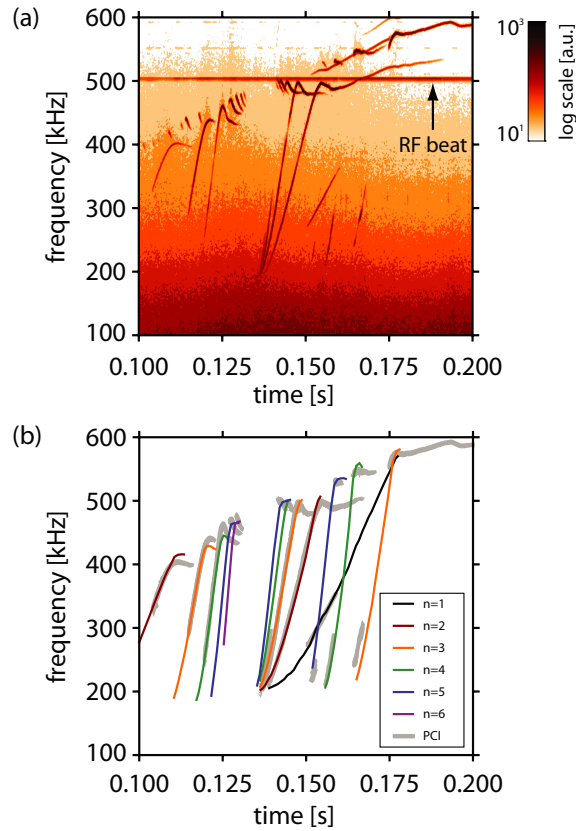 (a)
600
500
400
300
200
100
frequency [kHz]
0.100 0.125 0.150 0.175 0.200
time [s]
RF beat
10³
10¹
log scale [a.u.]
(b)
600
500
400
300
200
100
frequency [kHz]
0.100 0.125 0.150 0.175 0.200
time [s]
n=1
n=2
n=3
n=4
n=5
n=6
PCI